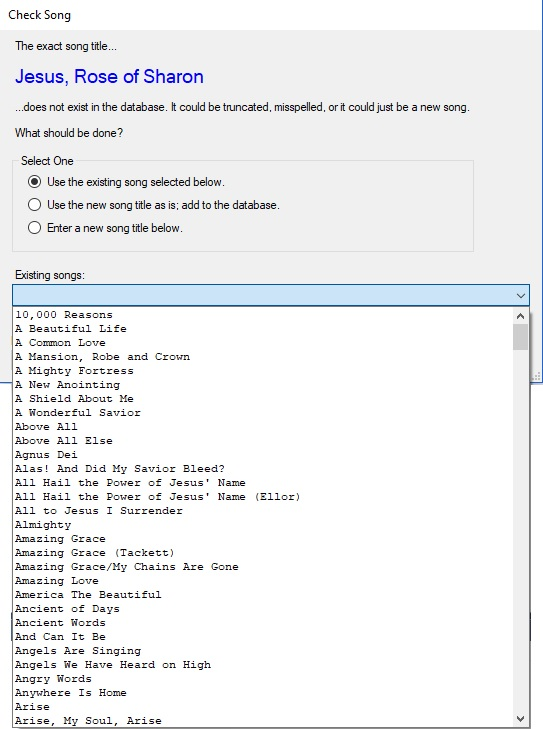 Check Song
The exact song title...
Jesus, Rose of Sharon
...does not exist in the database. It could be truncated, misspelled, or it could just be a new song.
What should be done?
Select One
Use the existing song selected below.
Use the new song title as is; add to the database.
Enter a new song title below.
Existing songs:
10,000 Reasons
A Beautiful Life
A Common Love
A Mansion, Robe and Crown
A Mighty Fortress
A New Anointing
A Shield About Me
A Wonderful Savior
Above All
Above All Else
Agnus Dei
Alas! And Did My Savior Bleed?
All Hail the Power of Jesus' Name
All Hail the Power of Jesus' Name (Ellor)
All to Jesus I Surrender
Almighty
Amazing Grace
Amazing Grace (Tackett)
Amazing Grace/My Chains Are Gone
Amazing Love
America The Beautiful
Ancient of Days
Ancient Words
And Can It Be
Angels Are Singing
Angels We Have Heard on High
Angry Words
Anywhere Is Home
Arise
Arise, My Soul, Arise